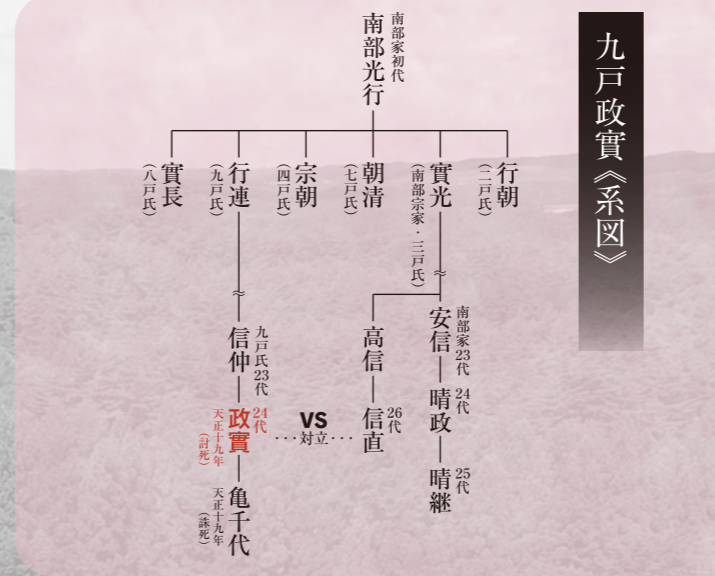 九戸政實《系図》
南部家初代
南部光行
行朝
（二戸氏）
實光
（南部宗家・三戸氏）
朝清
（七戸氏）
宗朝
（四戸氏）
行連
（九戸氏）
實長
（八戸氏）
南部家23代
安信
24代
晴政
25代
晴継
高信
26代
信直
VS
···対立···
九戸氏23代
信仲
24代
政實
天正十九年
（討死）
亀千代
天正十九年
（誅死）